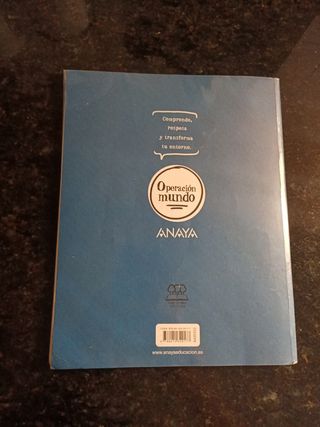 Comprende,
respeta
y transforma
tu entorno.
Operación
mundo
ANAYA
www.anayaeducacion.es